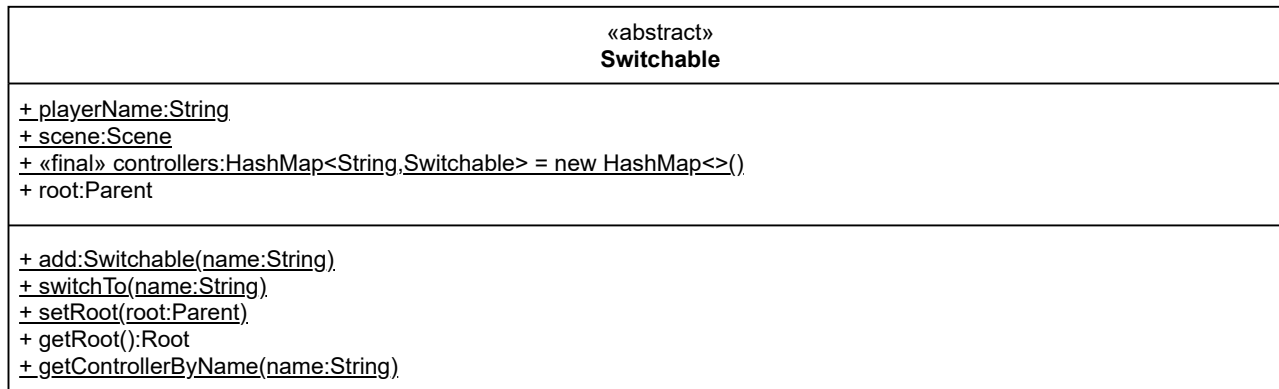 «abstract»
Switchable
+ playerName:String
+ scene:Scene
+ «final» controllers:HashMap<String,Switchable> = new HashMap<>()
+ root:Parent
+ add:Switchable(name:String)
+ switchTo(name:String)
+ setRoot(root:Parent)
+ getRoot():Root
+ getControllerByName(name:String)